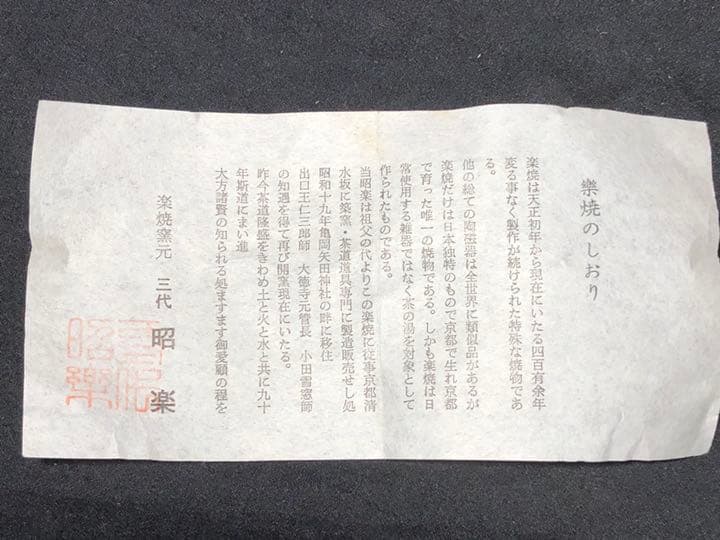 樂焼のしおり
楽焼は天正初年から現在にいたる四百有余年
変る事なく製作が続けられた特殊な焼物であ
る。
他の総ての陶磁器は全世界に類似品があるが
楽焼だけは日本独特のもので京都で生れ京都
で育った唯一の焼物である。しかも楽焼は日
常使用する雑器ではなく茶の湯を対象として
作られたものである。
当昭楽は祖父の代よりこの楽焼に従事京都清
水坂に築窯・茶道道具専門に製造販売せし処
昭和十九年亀岡矢田神社の畔に移住
出口王仁三郎師 大徳寺元管長 小田雪窓師
の知遇を得て再び開窯現在にいたる。
昨今茶道隆盛をきわめ土と火と水と共に九十
年斯道にまい進
大方諸賢の知られる処ますます御愛顧の程を
楽焼窯元 三代 昭楽